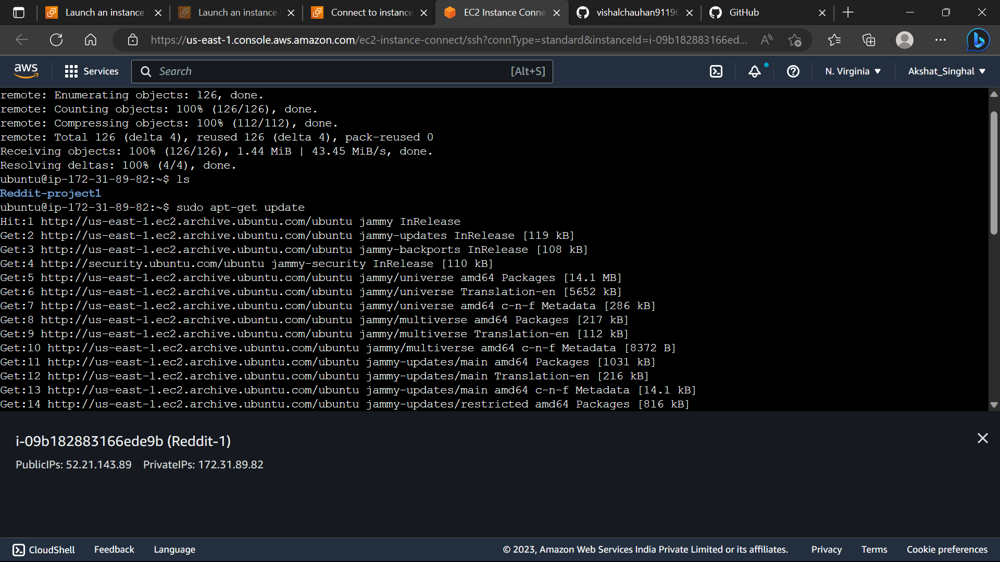 Launch an instance
Launch an instance
Connect to instance
EC2 Instance Conne
vishalchauhan91196
GitHub
https://us-east-1.console.aws.amazon.com/ec2-instance-connect/ssh?connType=standard&instanceId=i-09b182883166ed...
aws
Services
Search
[Alt+S]
N. Virginia
Akshat_Singhal
remote: Enumerating objects: 126, done.
remote: Counting objects: 100% (126/126), done.
remote: Compressing objects: 100% (112/112), done.
remote: Total 126 (delta 4), reused 126 (delta 4), pack-reused 0
Receiving objects: 100% (126/126), 1.44 MiB | 43.45 MiB/s, done.
Resolving deltas: 100% (4/4), done.
ubuntu@ip-172-31-89-82:~$ ls
Reddit-project1
ubuntu@ip-172-31-89-82:~$ sudo apt-get update
Hit:1 http://us-east-1.ec2.archive.ubuntu.com/ubuntu jammy InRelease
Get:2 http://us-east-1.ec2.archive.ubuntu.com/ubuntu jammy-updates InRelease [119 kB]
Get:3 http://us-east-1.ec2.archive.ubuntu.com/ubuntu jammy-backports InRelease [108 kB]
Get:4 http://security.ubuntu.com/ubuntu jammy-security InRelease [110 kB]
Get:5 http://us-east-1.ec2.archive.ubuntu.com/ubuntu jammy/universe amd64 Packages [14.1 MB]
Get:6 http://us-east-1.ec2.archive.ubuntu.com/ubuntu jammy/universe Translation-en [5652 kB]
Get:7 http://us-east-1.ec2.archive.ubuntu.com/ubuntu jammy/universe amd64 c-n-f Metadata [286 kB]
Get:8 http://us-east-1.ec2.archive.ubuntu.com/ubuntu jammy/multiverse amd64 Packages [217 kB]
Get:9 http://us-east-1.ec2.archive.ubuntu.com/ubuntu jammy/multiverse Translation-en [112 kB]
Get:10 http://us-east-1.ec2.archive.ubuntu.com/ubuntu jammy/multiverse amd64 c-n-f Metadata [8372 B]
Get:11 http://us-east-1.ec2.archive.ubuntu.com/ubuntu jammy-updates/main amd64 Packages [1031 kB]
Get:12 http://us-east-1.ec2.archive.ubuntu.com/ubuntu jammy-updates/main Translation-en [216 kB]
Get:13 http://us-east-1.ec2.archive.ubuntu.com/ubuntu jammy-updates/main amd64 c-n-f Metadata [14.1 kB]
Get:14 http://us-east-1.ec2.archive.ubuntu.com/ubuntu jammy-updates/restricted amd64 Packages [816 kB]
i-09b182883166ede9b (Reddit-1)
PublicIPs: 52.21.143.89 PrivateIPs: 172.31.89.82
CloudShell Feedback Language © 2023, Amazon Web Services India Private Limited or its affiliates. Privacy Terms Cookie preferences